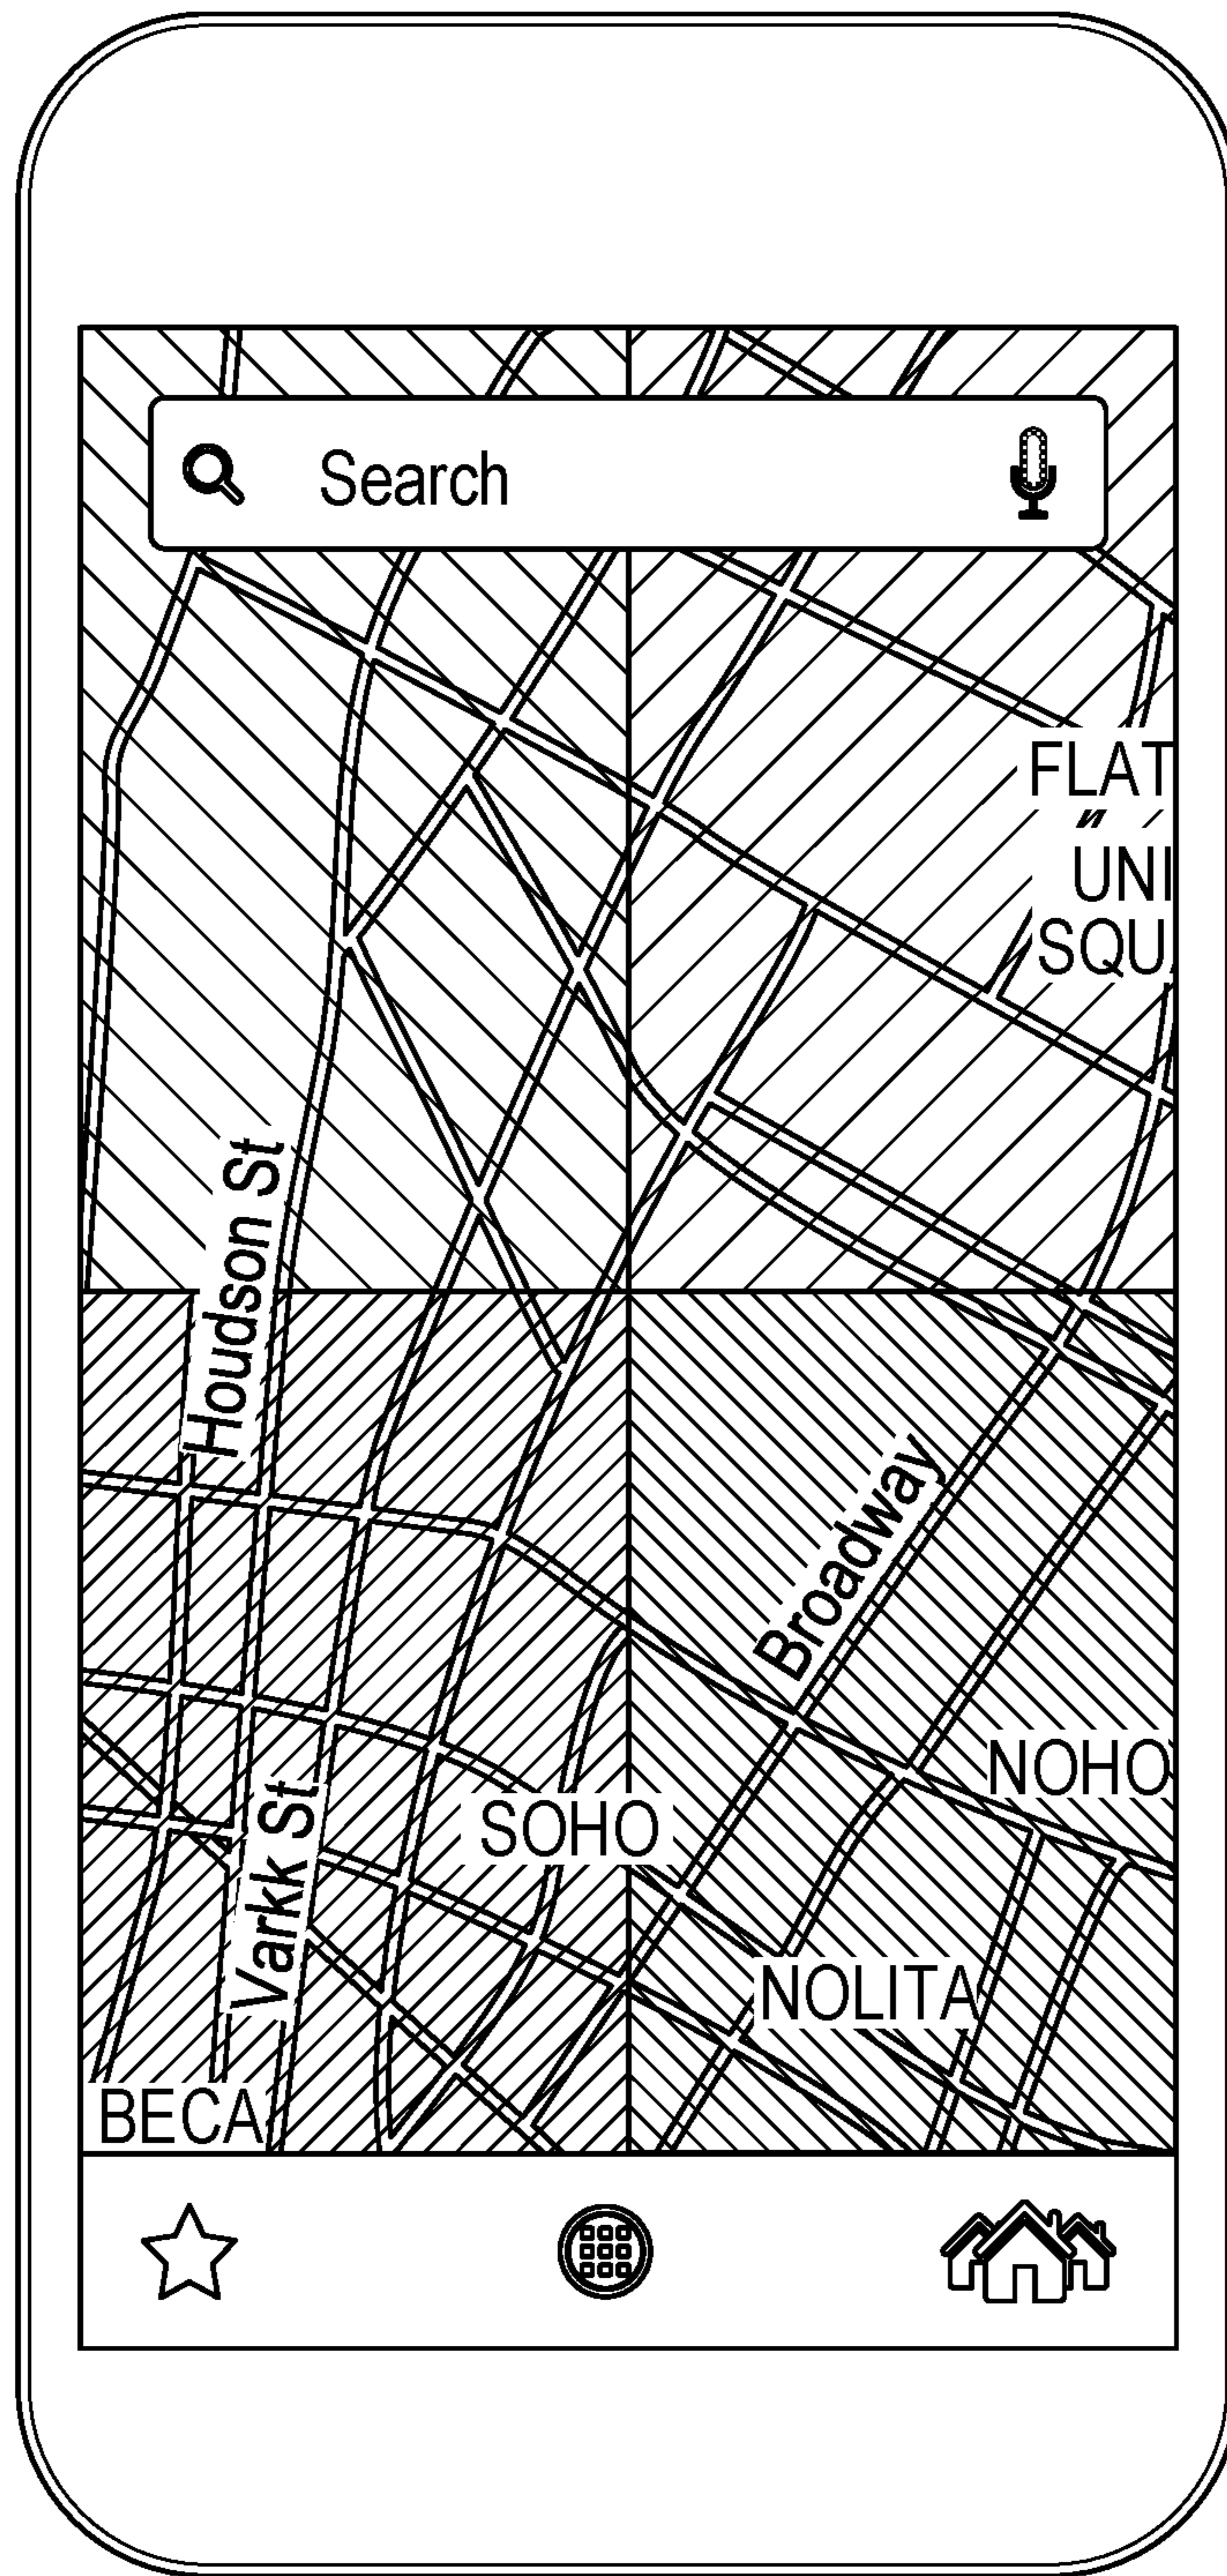 Search
FLAT
UNI
SQU
Houdson St
Broadway
NOHO
SOHO
Varkk St
NOLITA
BECA